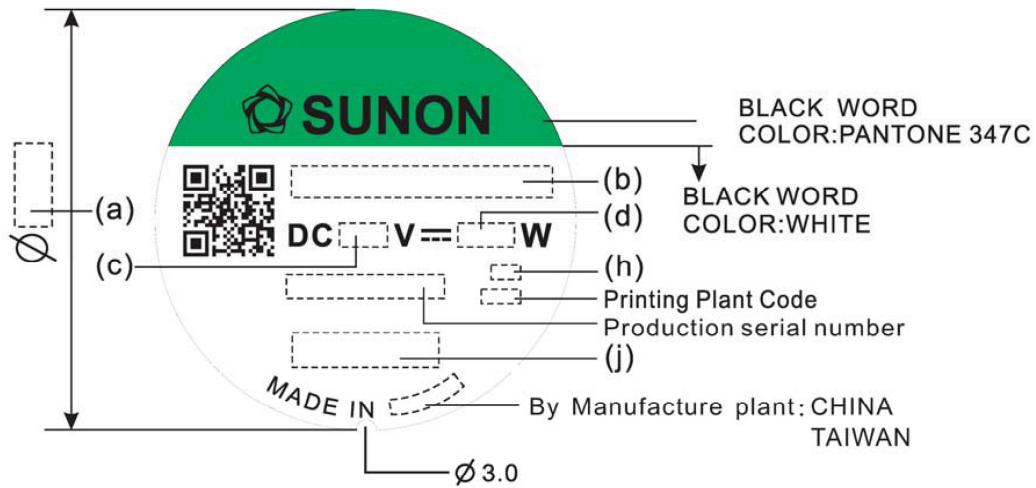 SUNON
BLACK WORD
COLOR:PANTONE 347C
BLACK WORD
COLOR:WHITE
(a)
Ø
(b)
(c)
DC V⎓ W
(d)
(h)
Printing Plant Code
Production serial number
(j)
MADE IN
By Manufacture plant: CHINA
TAIWAN
Ø 3.0